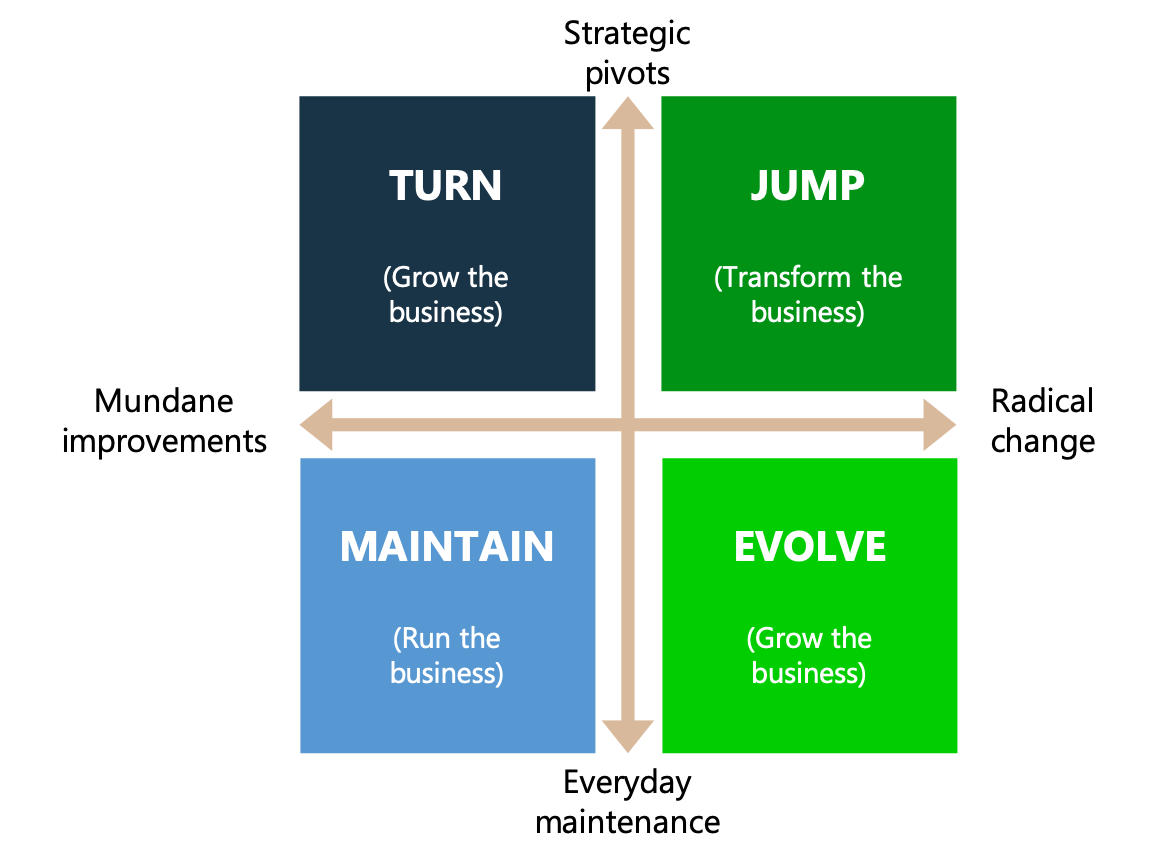 Strategic
pivots
TURN
JUMP
(Grow the
business)
(Transform the
business)
Mundane
improvements
Radical
change
MAINTAIN
EVOLVE
(Run the
business)
(Grow the
business)
Everyday
maintenance